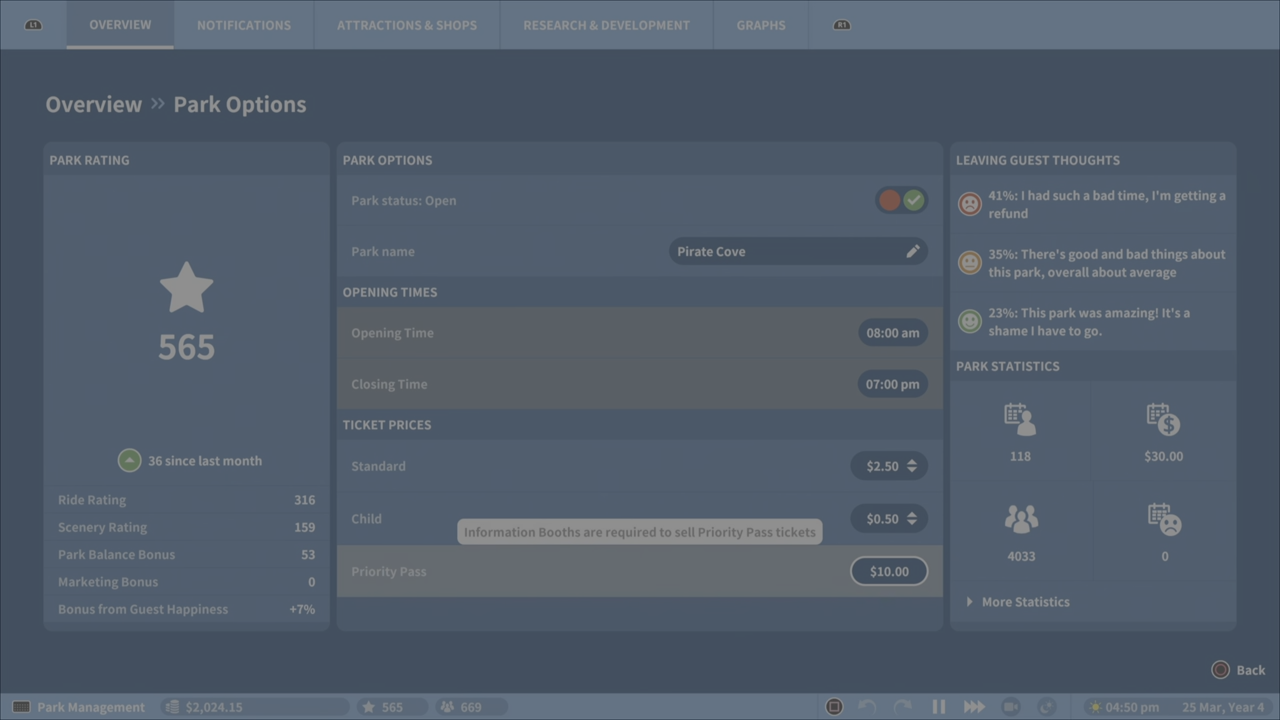 L1
OVERVIEW
NOTIFICATIONS
ATTRACTIONS & SHOPS
RESEARCH & DEVELOPMENT
GRAPHS
R1
Overview » Park Options
PARK RATING
565
36 since last month
Ride Rating 316
Scenery Rating 159
Park Balance Bonus 53
Marketing Bonus 0
Bonus from Guest Happiness +7%
PARK OPTIONS
Park status: Open
Park name Pirate Cove
OPENING TIMES
Opening Time 08:00 am
Closing Time 07:00 pm
TICKET PRICES
Standard $2.50
Child $0.50
Information Booths are required to sell Priority Pass tickets
Priority Pass $10.00
LEAVING GUEST THOUGHTS
41%: I had such a bad time, I'm getting a
refund
35%: There's good and bad things about
this park, overall about average
23%: This park was amazing! It's a
shame I have to go.
PARK STATISTICS
118 $30.00
4033 0
More Statistics
Back
Park Management $2,024.15 565 669 04:50 pm 25 Mar, Year 4